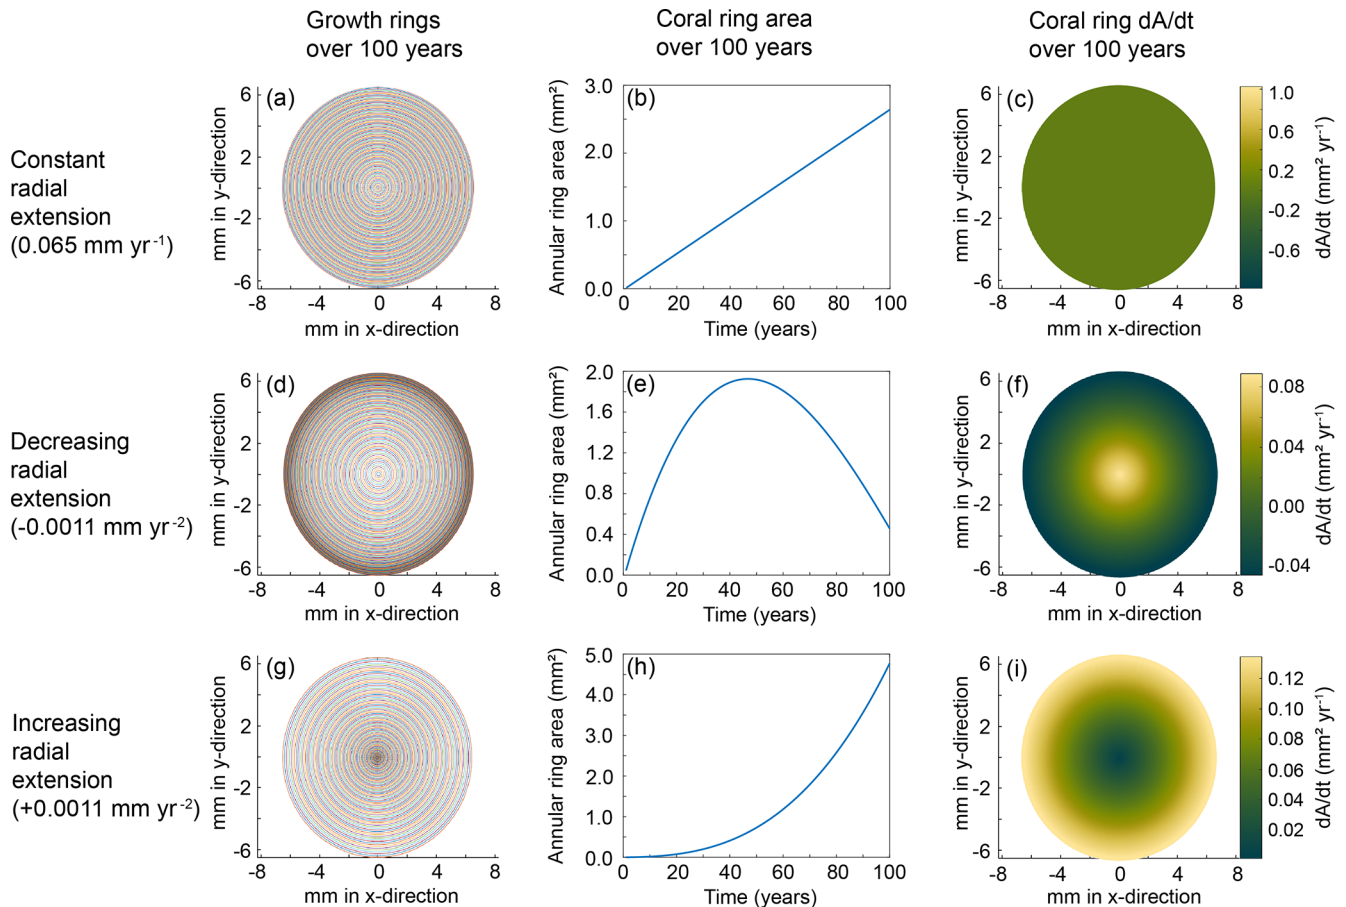 Growth rings
over 100 years
Coral ring area
over 100 years
Coral ring dA/dt
over 100 years
Constant
radial
extension
(0.065 mm yr⁻¹)
(a)
mm in y-direction
6
2
-2
-6
-8
-4
0
4
8
mm in x-direction
(b)
Annular ring area (mm²)
3.0
2.0
1.0
0.0
0
20
40
60
80
100
Time (years)
(c)
mm in y-direction
6
2
-2
-6
-8
-4
0
4
8
mm in x-direction
1.0
0.6
0.2
-0.2
-0.6
dA/dt (mm² yr⁻¹)
Decreasing
radial
extension
(-0.0011 mm yr⁻²)
(d)
mm in y-direction
6
2
-2
-6
-8
-4
0
4
8
mm in x-direction
(e)
Annular ring area (mm²)
2.0
1.6
1.2
0.8
0.4
0.0
0
20
40
60
80
100
Time (years)
(f)
mm in y-direction
6
2
-2
-6
-8
-4
0
4
8
mm in x-direction
0.08
0.04
0.00
-0.04
dA/dt (mm² yr⁻¹)
Increasing
radial
extension
(+0.0011 mm yr⁻²)
(g)
mm in y-direction
6
2
-2
-6
-8
-4
0
4
8
mm in x-direction
(h)
Annular ring area (mm²)
5.0
4.0
3.0
2.0
1.0
0.0
0
20
40
60
80
100
Time (years)
(i)
mm in y-direction
6
2
-2
-6
-8
-4
0
4
8
mm in x-direction
0.12
0.10
0.08
0.06
0.04
0.02
dA/dt (mm² yr⁻¹)